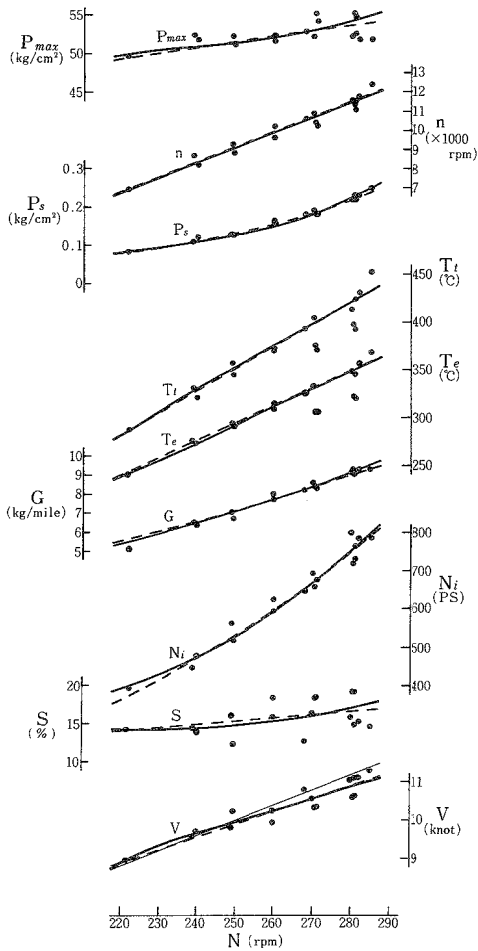 P max
(kg/cm²)
55
50
45
Pmax
13
12
11
10
9
8
7
n
(×1000
rpm)
n
Ps
(kg/cm²)
0.3
0.2
0.1
0
Ps
Tt
(℃)
450
400
350
300
250
Tt
Te
(℃)
Te
G
(kg/mile)
10
9
8
7
6
5
G
800
700
600
500
400
Ni
(PS)
Ni
S
(%)
20
15
10
S
11
10
9
V
(knot)
V
220 230 240 250 260 270 280 290
N (rpm)